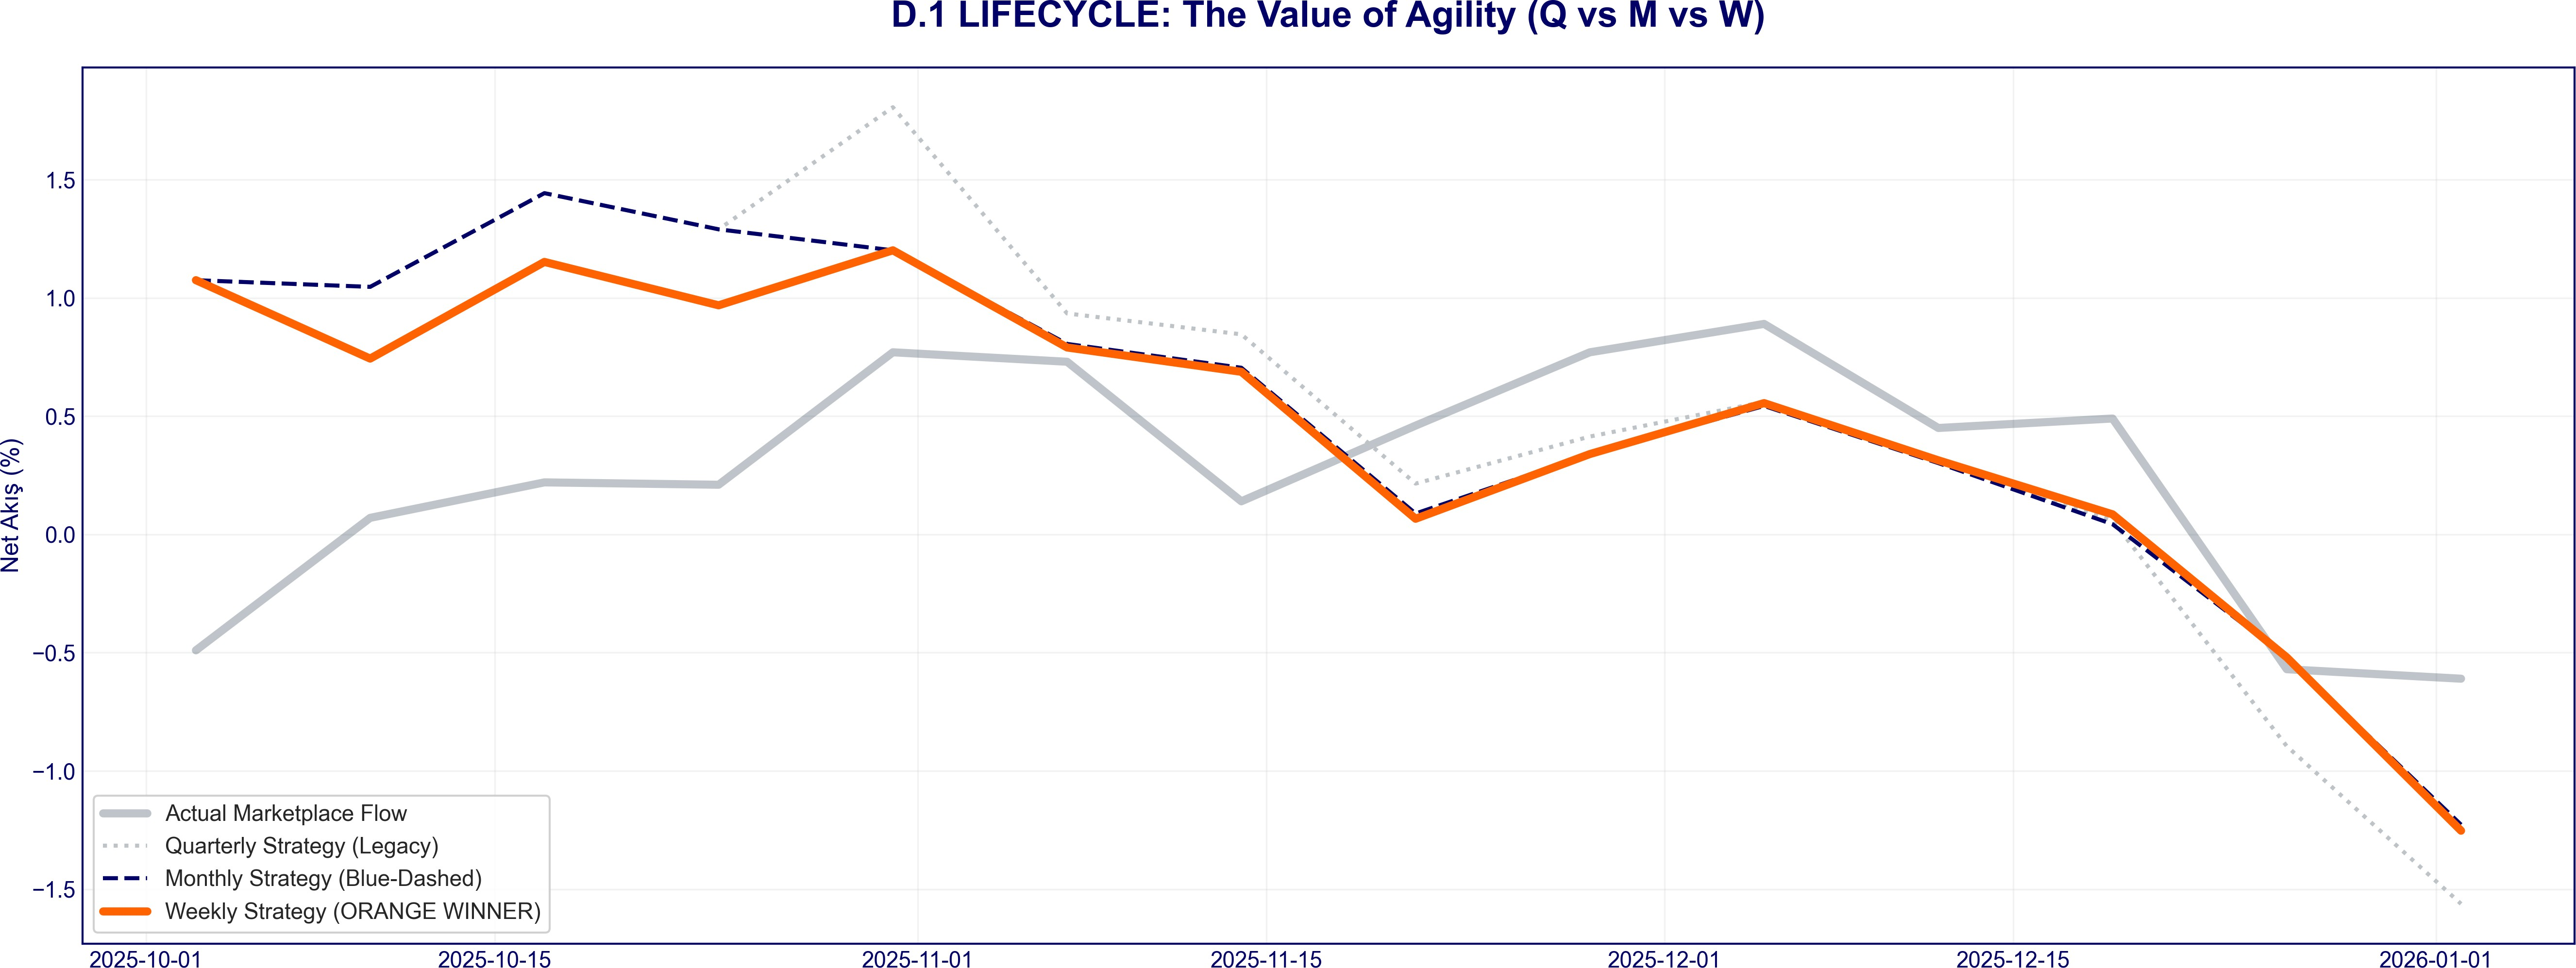 D.1 LIFECYCLE: The Value of Agility (Q vs M vs W)
Net Akış (%)
1.5
1.0
0.5
0.0
−0.5
−1.0
−1.5
Actual Marketplace Flow
Quarterly Strategy (Legacy)
Monthly Strategy (Blue-Dashed)
Weekly Strategy (ORANGE WINNER)
2025-10-01 2025-10-15 2025-11-01 2025-11-15 2025-12-01 2025-12-15 2026-01-01